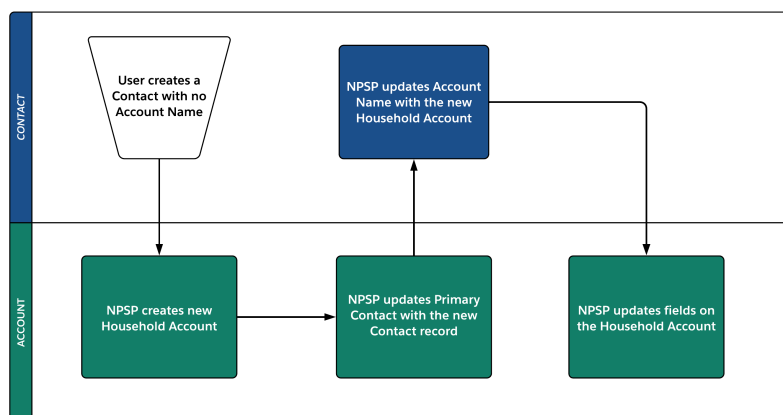 CONTACT
User creates a
Contact with no
Account Name
NPSP updates Account
Name with the new
Household Account
ACCOUNT
NPSP creates new
Household Account
NPSP updates Primary
Contact with the new
Contact record
NPSP updates fields on
the Household Account